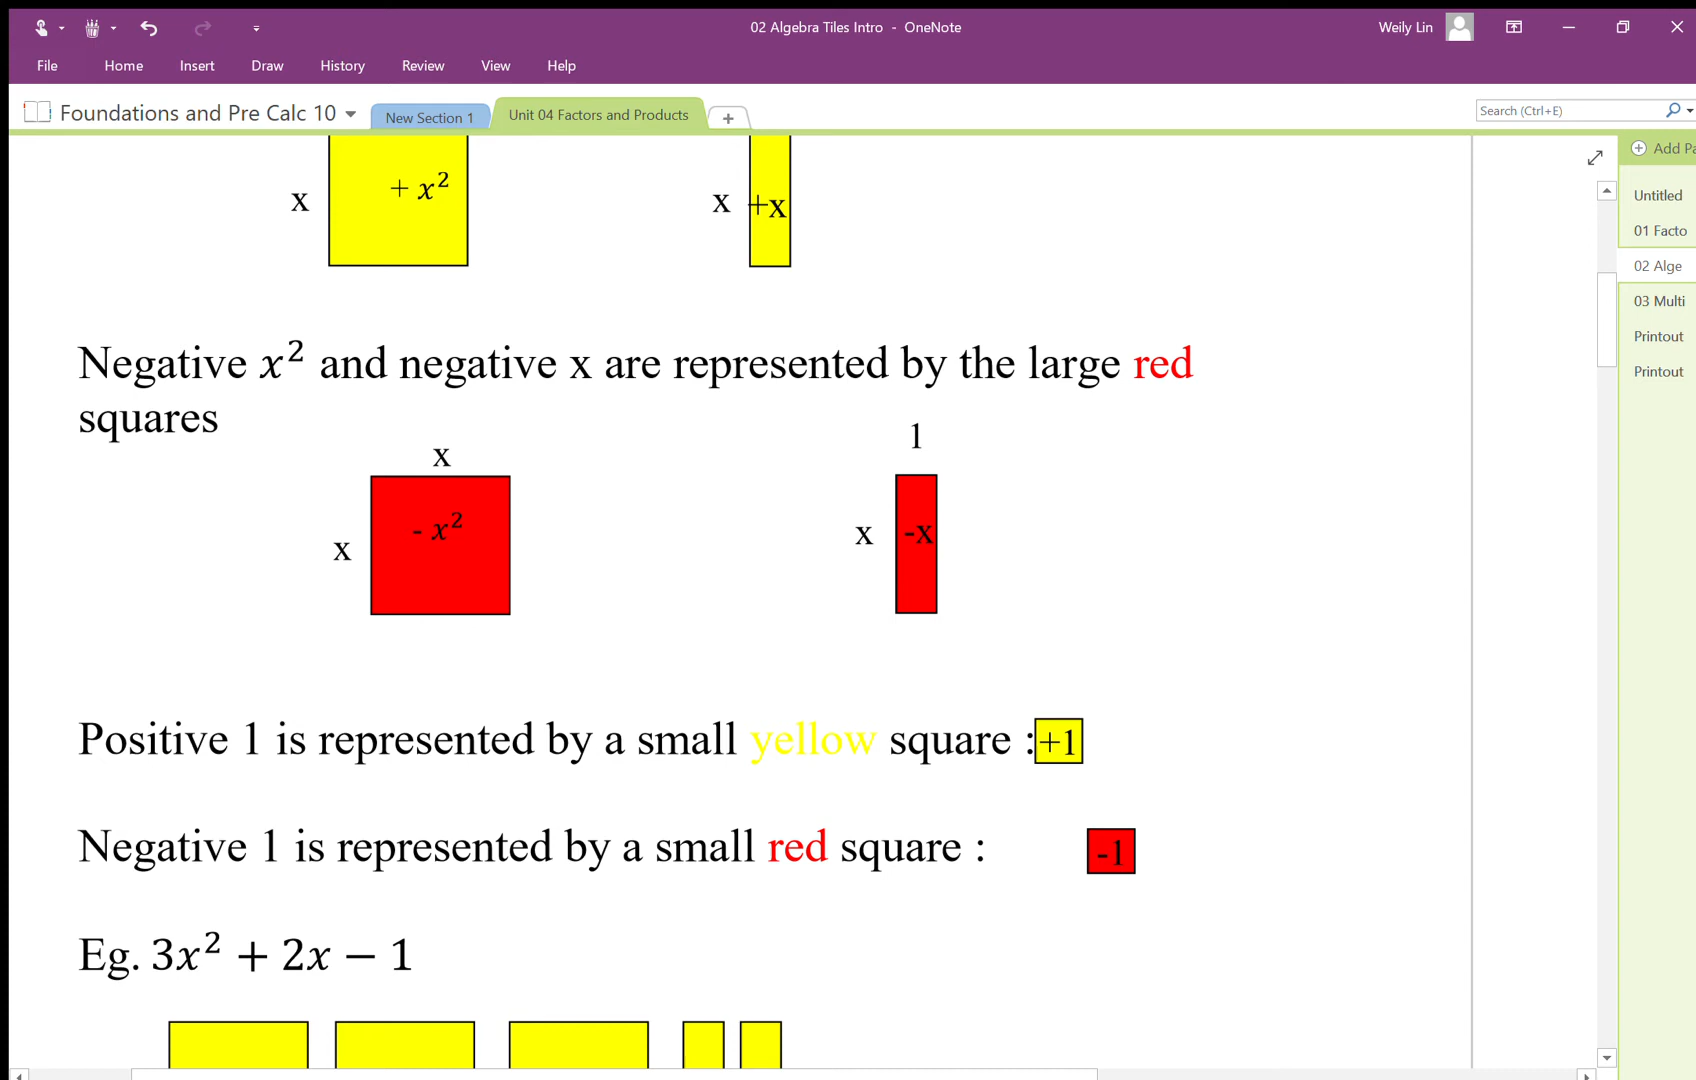 02 Algebra Tiles Intro - OneNote
Weily Lin
File Home Insert Draw History Review View Help
Foundations and Pre Calc 10
New Section 1
Unit 04 Factors and Products
+
Search (Ctrl+E)
Add Pa
Untitled
01 Facto
02 Alge
03 Multi
Printout
Printout
x
+ x²
x
+x
Negative x² and negative x are represented by the large red
squares
x
1
x
- x²
x
-x
Positive 1 is represented by a small yellow square :
+1
Negative 1 is represented by a small red square :
-1
Eg. 3x² + 2x − 1